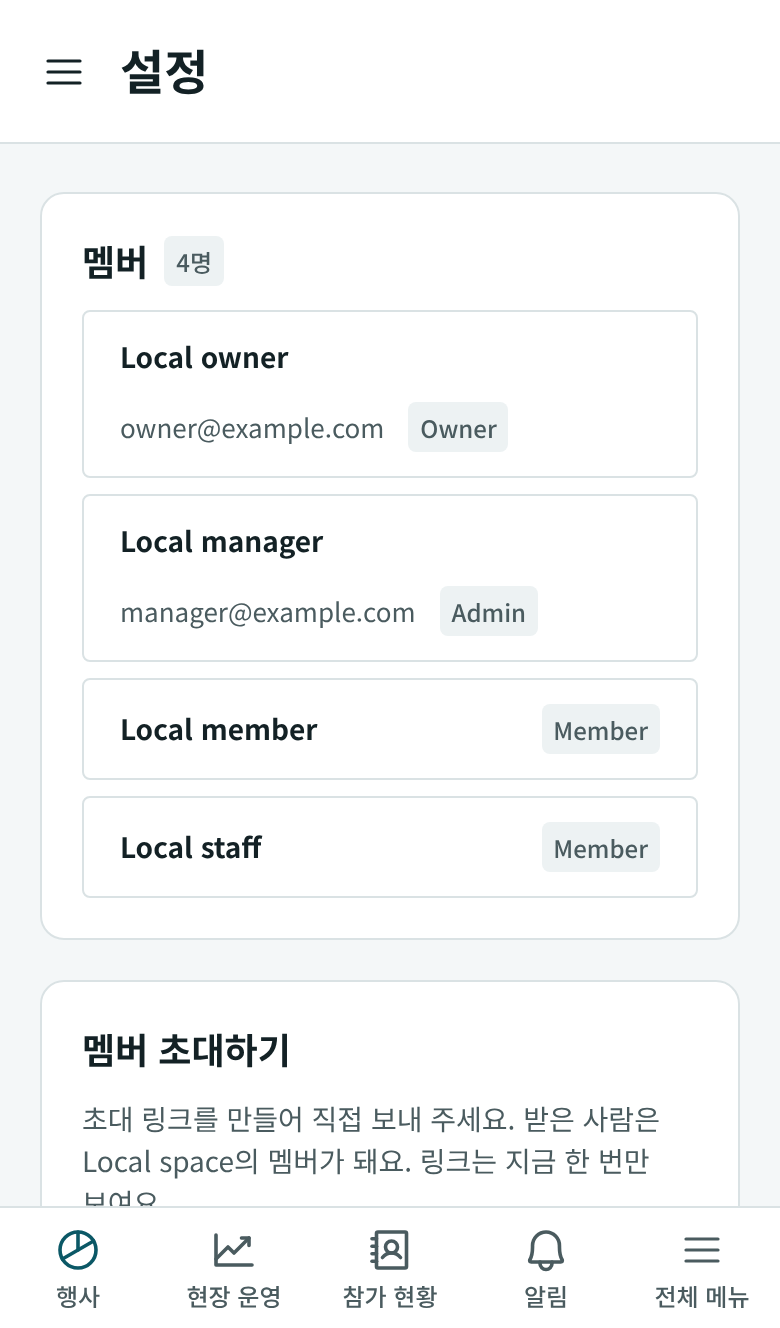 설정
멤버 4명
Local owner
owner@example.com Owner
Local manager
manager@example.com Admin
Local member Member
Local staff Member
멤버 초대하기
초대 링크를 만들어 직접 보내 주세요. 받은 사람은
Local space의 멤버가 돼요. 링크는 지금 한 번만
보여요
행사 현장 운영 참가 현황 알림 전체 메뉴